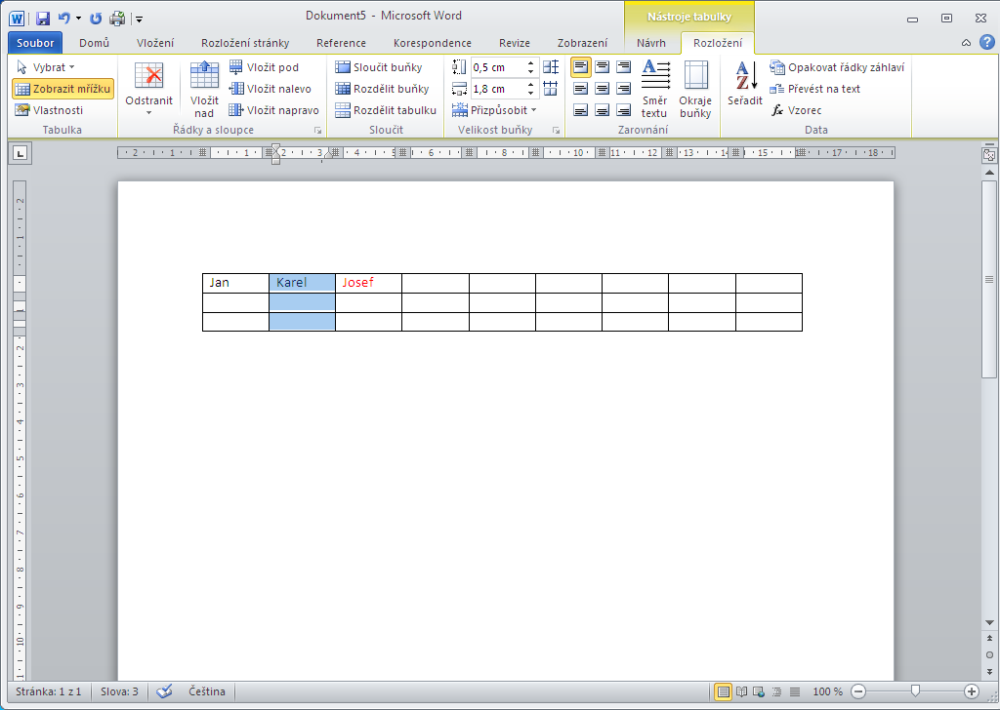 Dokument5 - Microsoft Word
Nástroje tabulky
Soubor Domů Vložení Rozložení stránky Reference Korespondence Revize Zobrazení Návrh Rozložení
Vybrat
Zobrazit mřížku
Vlastnosti
Tabulka
Odstranit
Vložit nad
Vložit pod
Vložit nalevo
Vložit napravo
Řádky a sloupce
Sloučit buňky
Rozdělit buňky
Rozdělit tabulku
Sloučit
0,5 cm
1,8 cm
Přizpůsobit
Velikost buňky
Směr textu
Okraje buňky
Zarovnání
Seřadit
Opakovat řádky záhlaví
Převést na text
Vzorec
Data
Jan Karel Josef
Stránka: 1 z 1 Slova: 3 Čeština 100 %